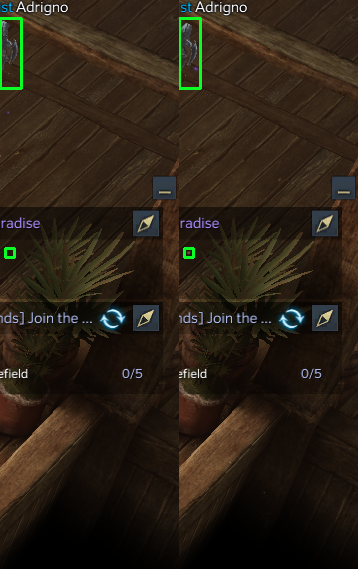 st Adrigno
st Adrigno
radise
radise
nds] Join the ...
nds] Join the ...
efield 0/5
efield 0/5